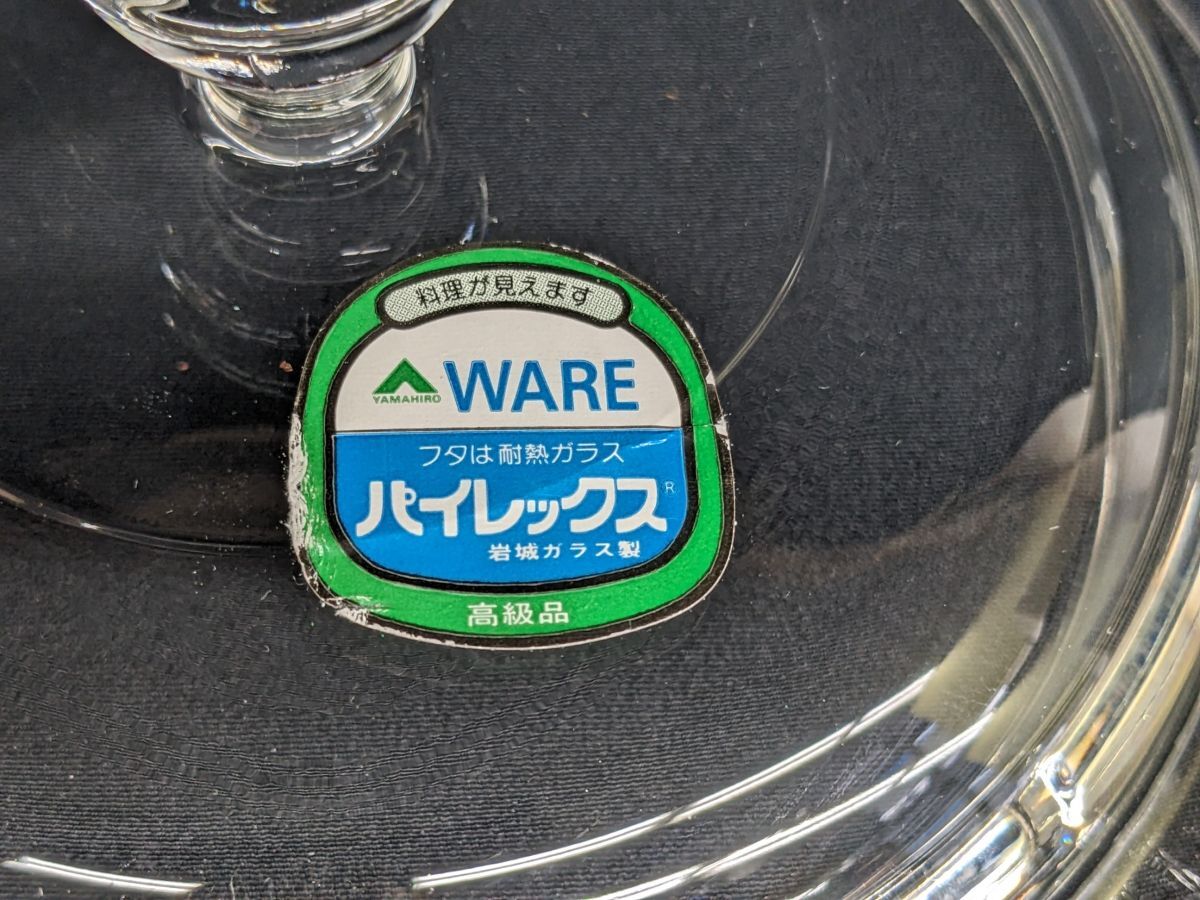 料理が見えます
YAMAHIRO WARE
フタは耐熱ガラス
パイレックス®
岩城ガラス製
高級品